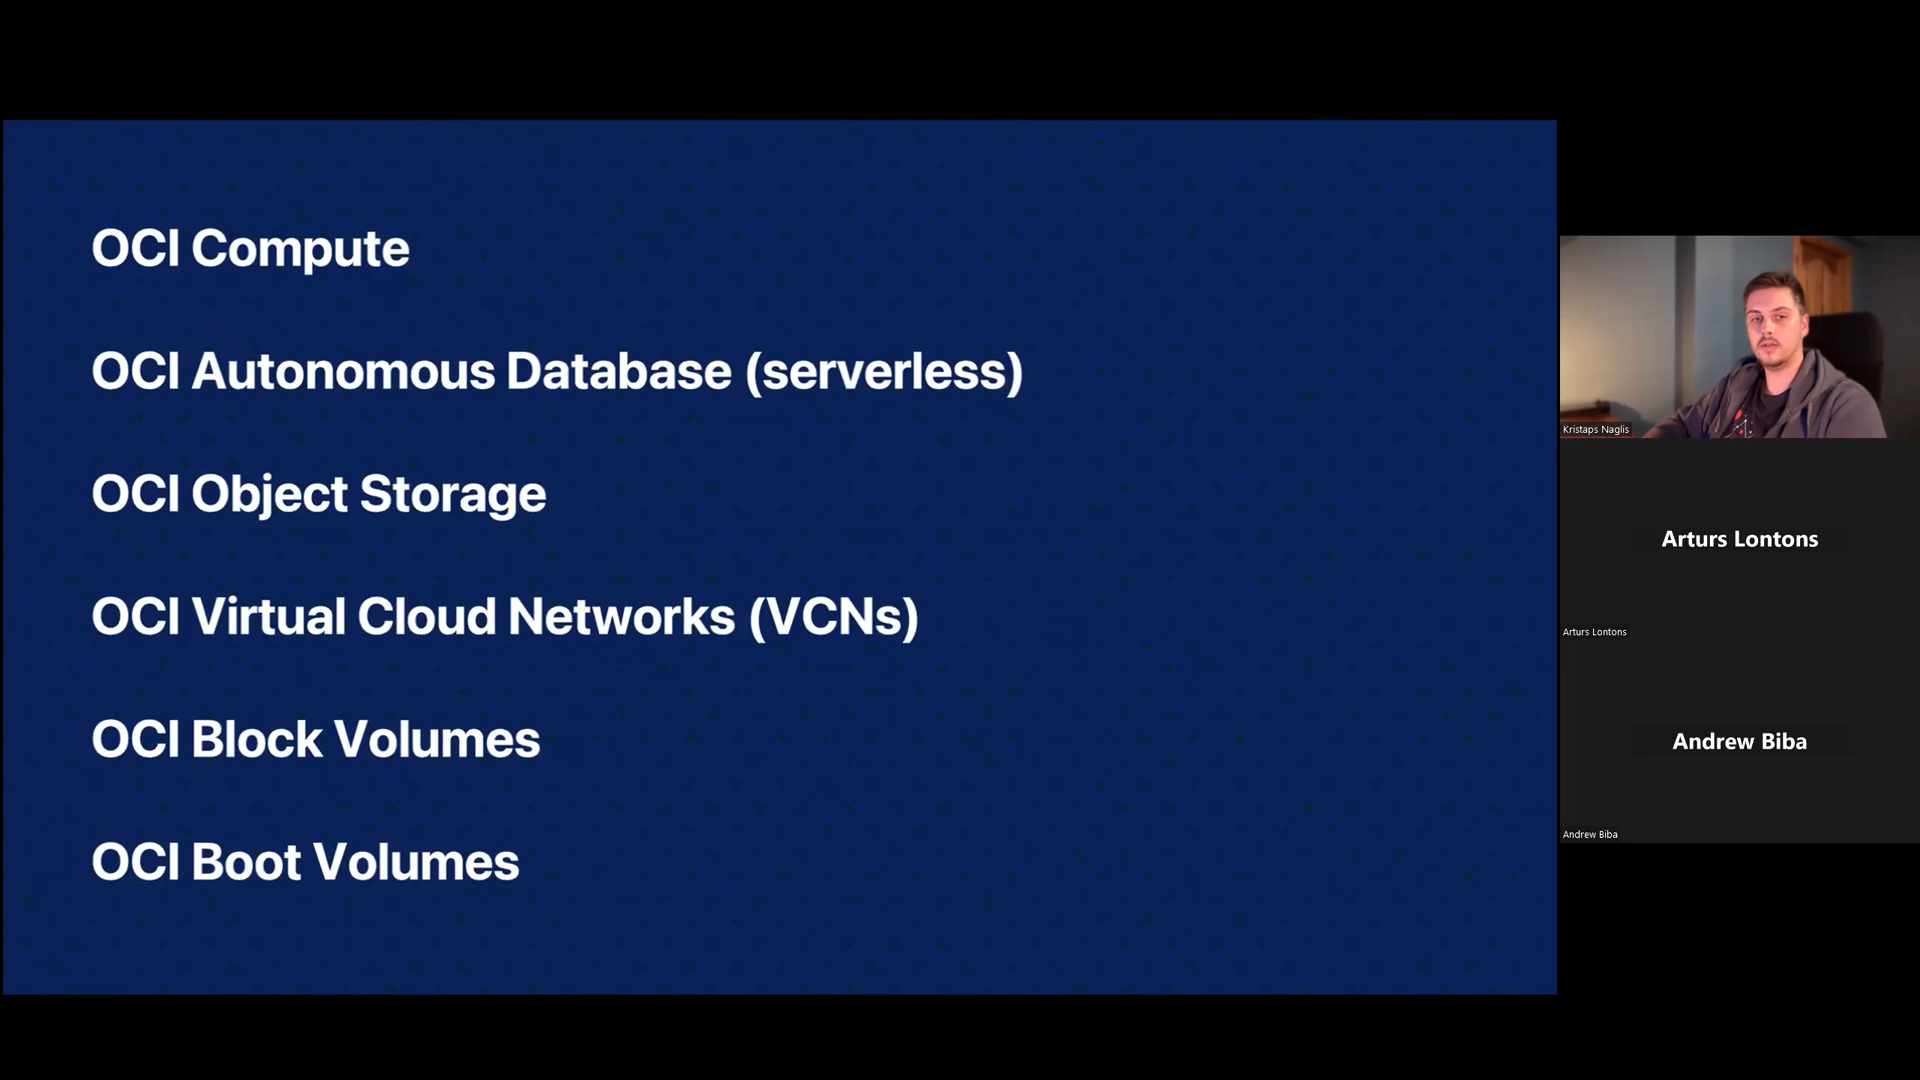 OCI Compute
OCI Autonomous Database (serverless)
OCI Object Storage
OCI Virtual Cloud Networks (VCNs)
OCI Block Volumes
OCI Boot Volumes
Kristaps Naglis
Arturs Lontons
Arturs Lontons
Andrew Biba
Andrew Biba